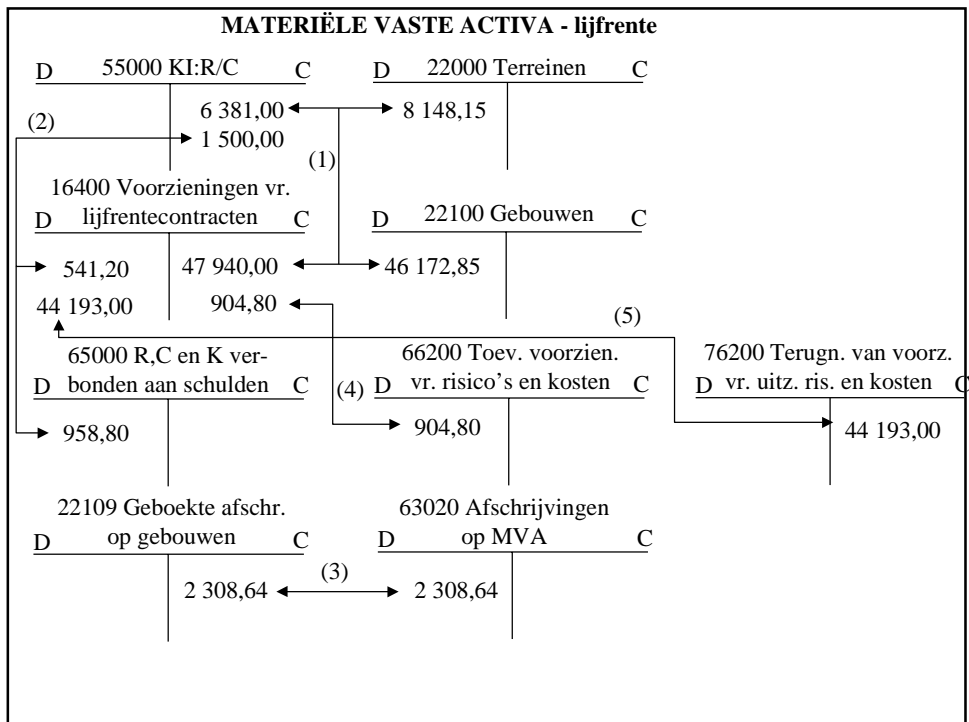 MATERIËLE VASTE ACTIVA - lijfrente
D 55000 KI:R/C C
D 22000 Terreinen C
6 381,00
8 148,15
(2)
1 500,00
(1)
16400 Voorzieningen vr.
D lijfrentecontracten C
D 22100 Gebouwen C
541,20
47 940,00
46 172,85
44 193,00
904,80
(5)
65000 R,C en K ver-
D bonden aan schulden C
66200 Toev. voorzien.
D vr. risico's en kosten C
76200 Terugn. van voorz.
D vr. uitz. ris. en kosten C
(4)
958,80
904,80
44 193,00
22109 Geboekte afschr.
D op gebouwen C
63020 Afschrijvingen
D op MVA C
2 308,64
(3)
2 308,64